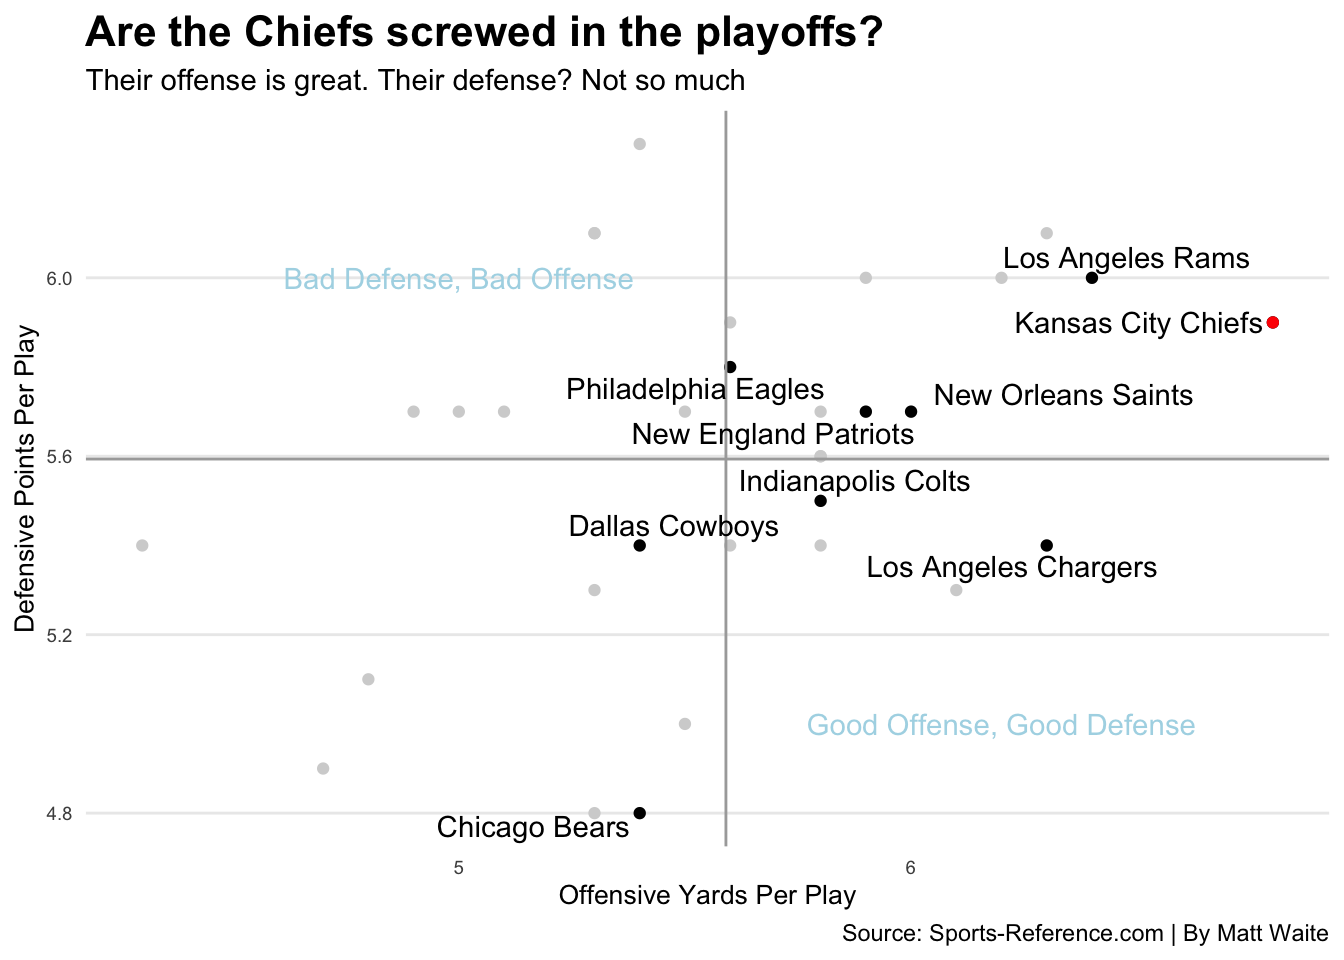 Are the Chiefs screwed in the playoffs?
Their offense is great. Their defense? Not so much
Bad Defense, Bad Offense
Los Angeles Rams
Kansas City Chiefs
Philadelphia Eagles
New Orleans Saints
New England Patriots
Indianapolis Colts
Dallas Cowboys
Los Angeles Chargers
Good Offense, Good Defense
Chicago Bears
6.0
5.6
5.2
4.8
Defensive Points Per Play
5
6
Offensive Yards Per Play
Source: Sports-Reference.com | By Matt Waite